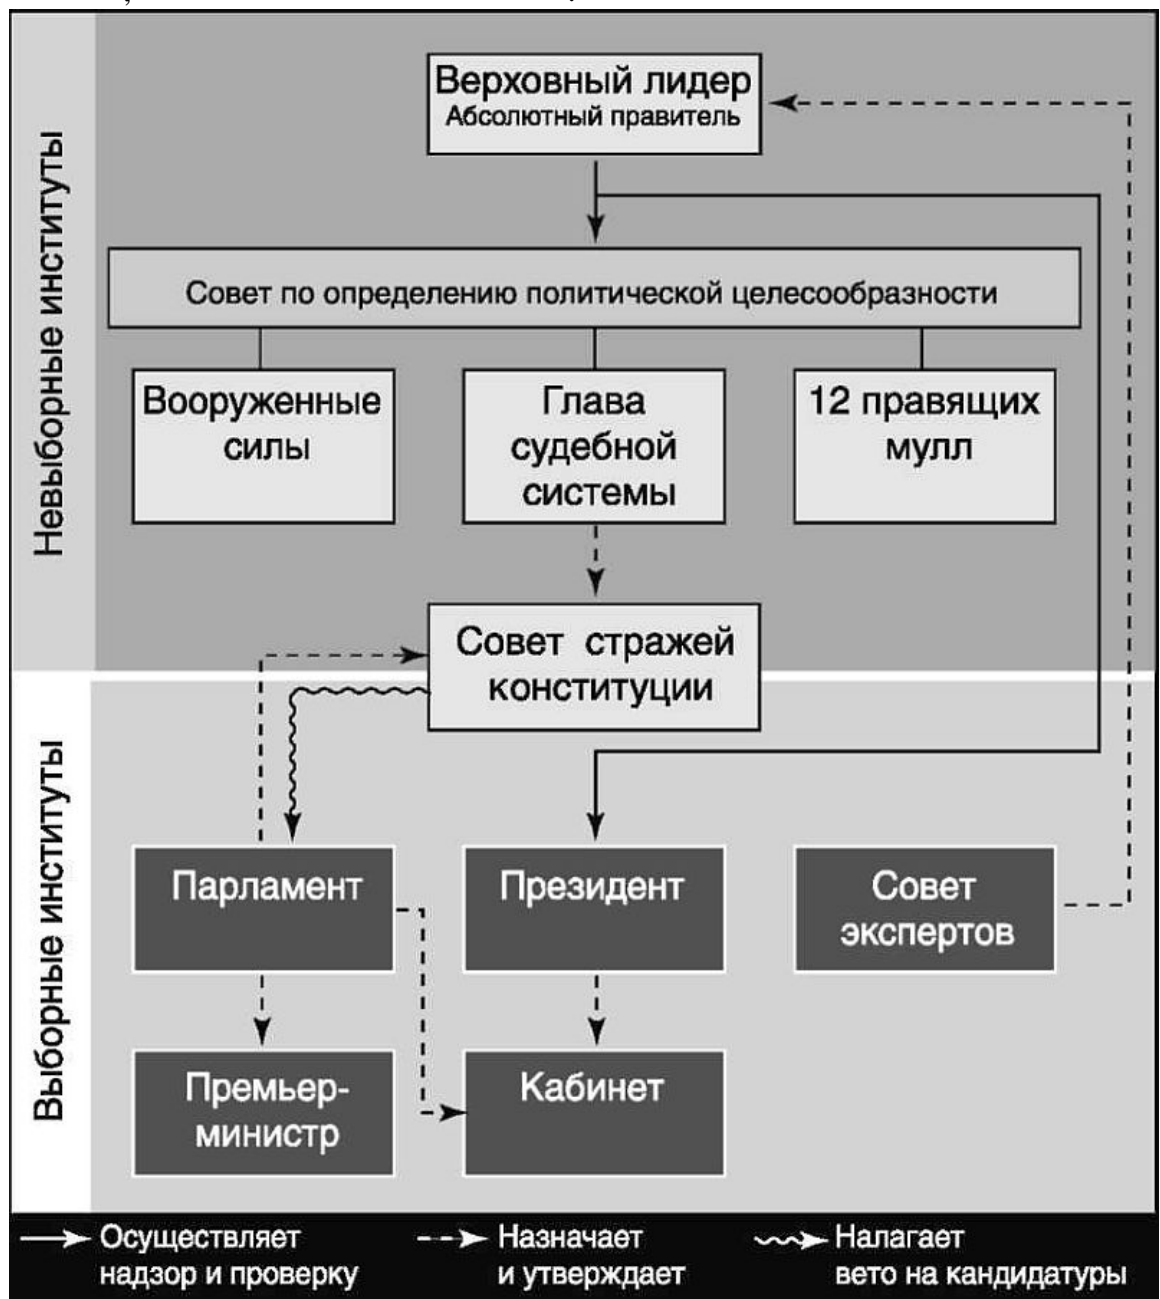 Верховный лидер
Абсолютный правитель
Невыборные институты
Совет по определению политической целесообразности
Вооруженные
силы
Глава
судебной
системы
12 правящих
мулл
Совет стражей
конституции
Выборные институты
Парламент
Президент
Совет
экспертов
Премьер-
министр
Кабинет
Осуществляет
надзор и проверку
Назначает
и утверждает
Налагает
вето на кандидатуры